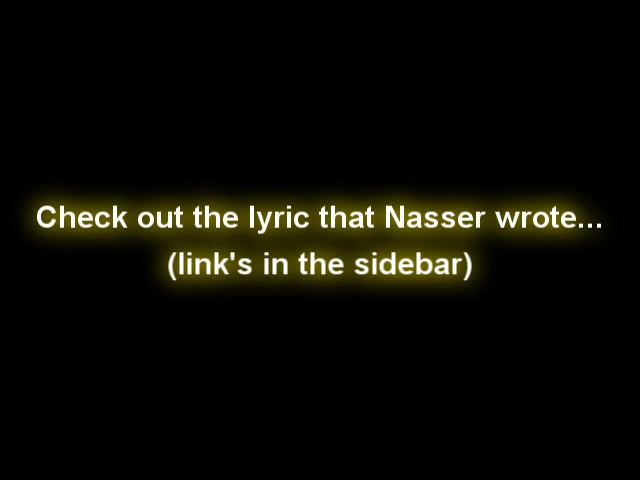 Check out the lyric that Nasser wrote...
(link's in the sidebar)